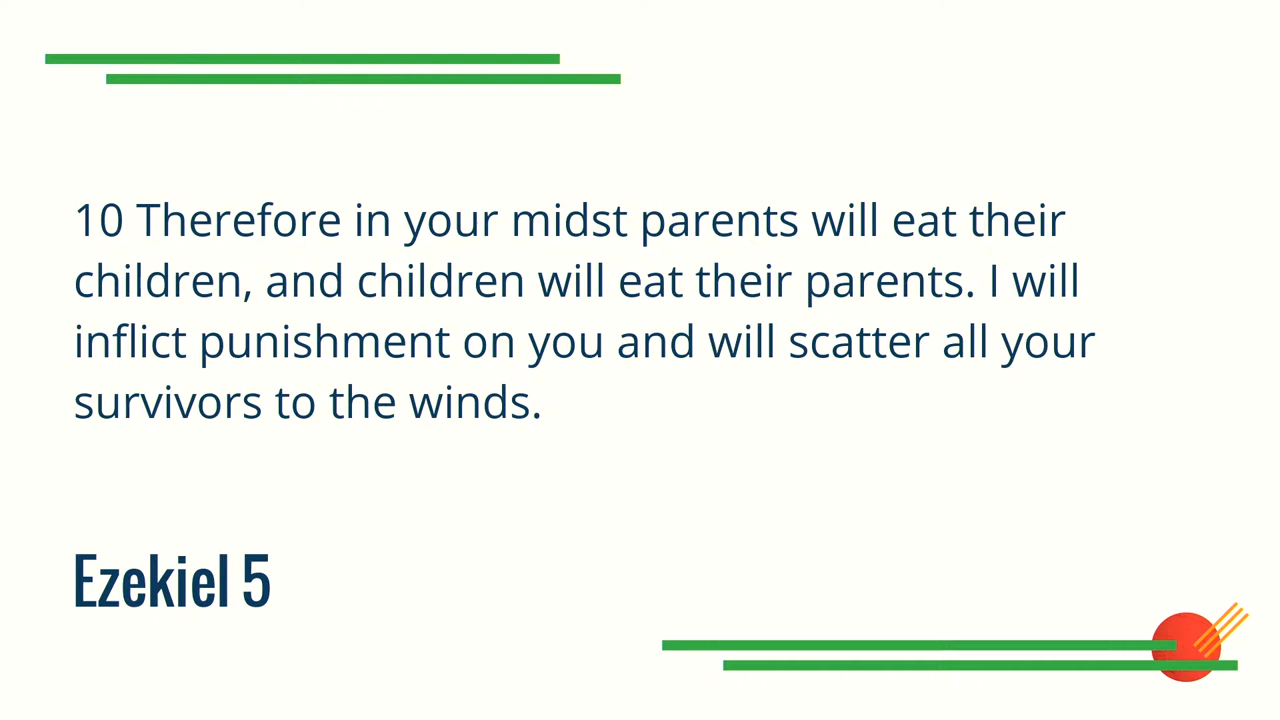 10 Therefore in your midst parents will eat their
children, and children will eat their parents. I will
inflict punishment on you and will scatter all your
survivors to the winds.
Ezekiel 5